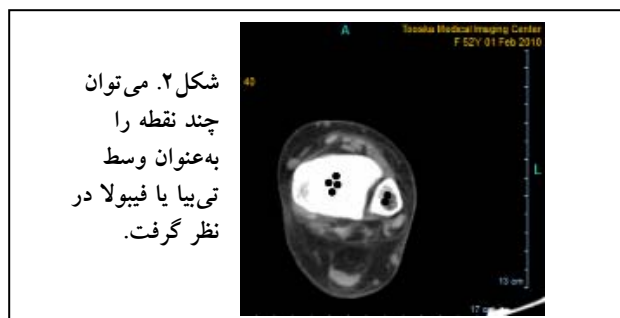 شکل۲. می‌توان
چند نقطه را
به‌عنوان وسط
تی‌بیا یا فیبولا در
نظر گرفت.
A
Medical Imaging Center
F 52Y 01 Feb 2010
40
L
13 cm
17 cm